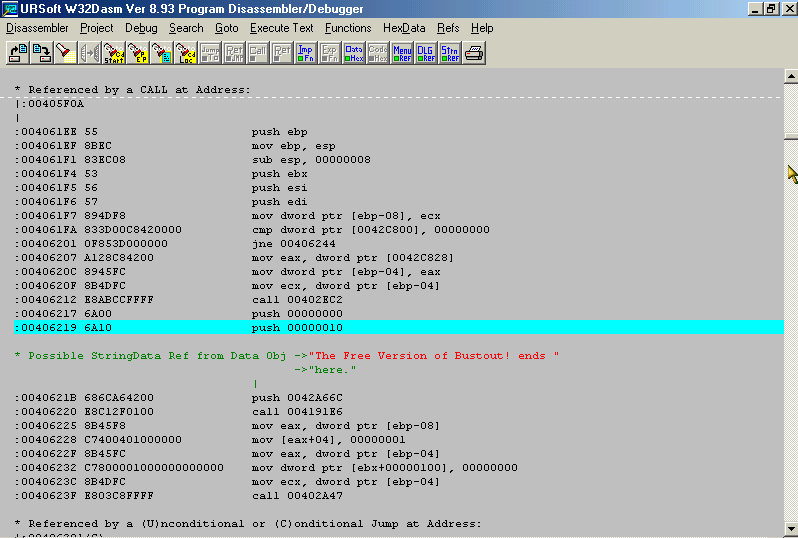 URSoft W32Dasm Ver 8.93 Program Disassembler/Debugger
Disassembler Project Debug Search Goto Execute Text Functions HexData Refs Help
Cd Start EP Cd Loc Jump To Ret JMP Call Ret Imp Fn Exp Fn Data Hex Code Hex Menu Ref DLG Ref Strn Ref
* Referenced by a CALL at Address:
|:00405F0A
|
:004061EE 55 push ebp
:004061EF 8BEC mov ebp, esp
:004061F1 83EC08 sub esp, 00000008
:004061F4 53 push ebx
:004061F5 56 push esi
:004061F6 57 push edi
:004061F7 894DF8 mov dword ptr [ebp-08], ecx
:004061FA 833D00C8420000 cmp dword ptr [0042C800], 00000000
:00406201 0F853D000000 jne 00406244
:00406207 A128C84200 mov eax, dword ptr [0042C828]
:0040620C 8945FC mov dword ptr [ebp-04], eax
:0040620F 8B4DFC mov ecx, dword ptr [ebp-04]
:00406212 E8ABCCFFFF call 00402EC2
:00406217 6A00 push 00000000
:00406219 6A10 push 00000010
* Possible StringData Ref from Data Obj ->"The Free Version of Bustout! ends "
->"here."
|
:0040621B 686CA64200 push 0042A66C
:00406220 E8C12F0100 call 004191E6
:00406225 8B45F8 mov eax, dword ptr [ebp-08]
:00406228 C7400401000000 mov [eax+04], 00000001
:0040622F 8B45FC mov eax, dword ptr [ebp-04]
:00406232 C7800001000000000000 mov dword ptr [ebx+00000100], 00000000
:0040623C 8B4DFC mov ecx, dword ptr [ebp-04]
:0040623F E803C8FFFF call 00402A47
* Referenced by a (U)nconditional or (C)onditional Jump at Address: